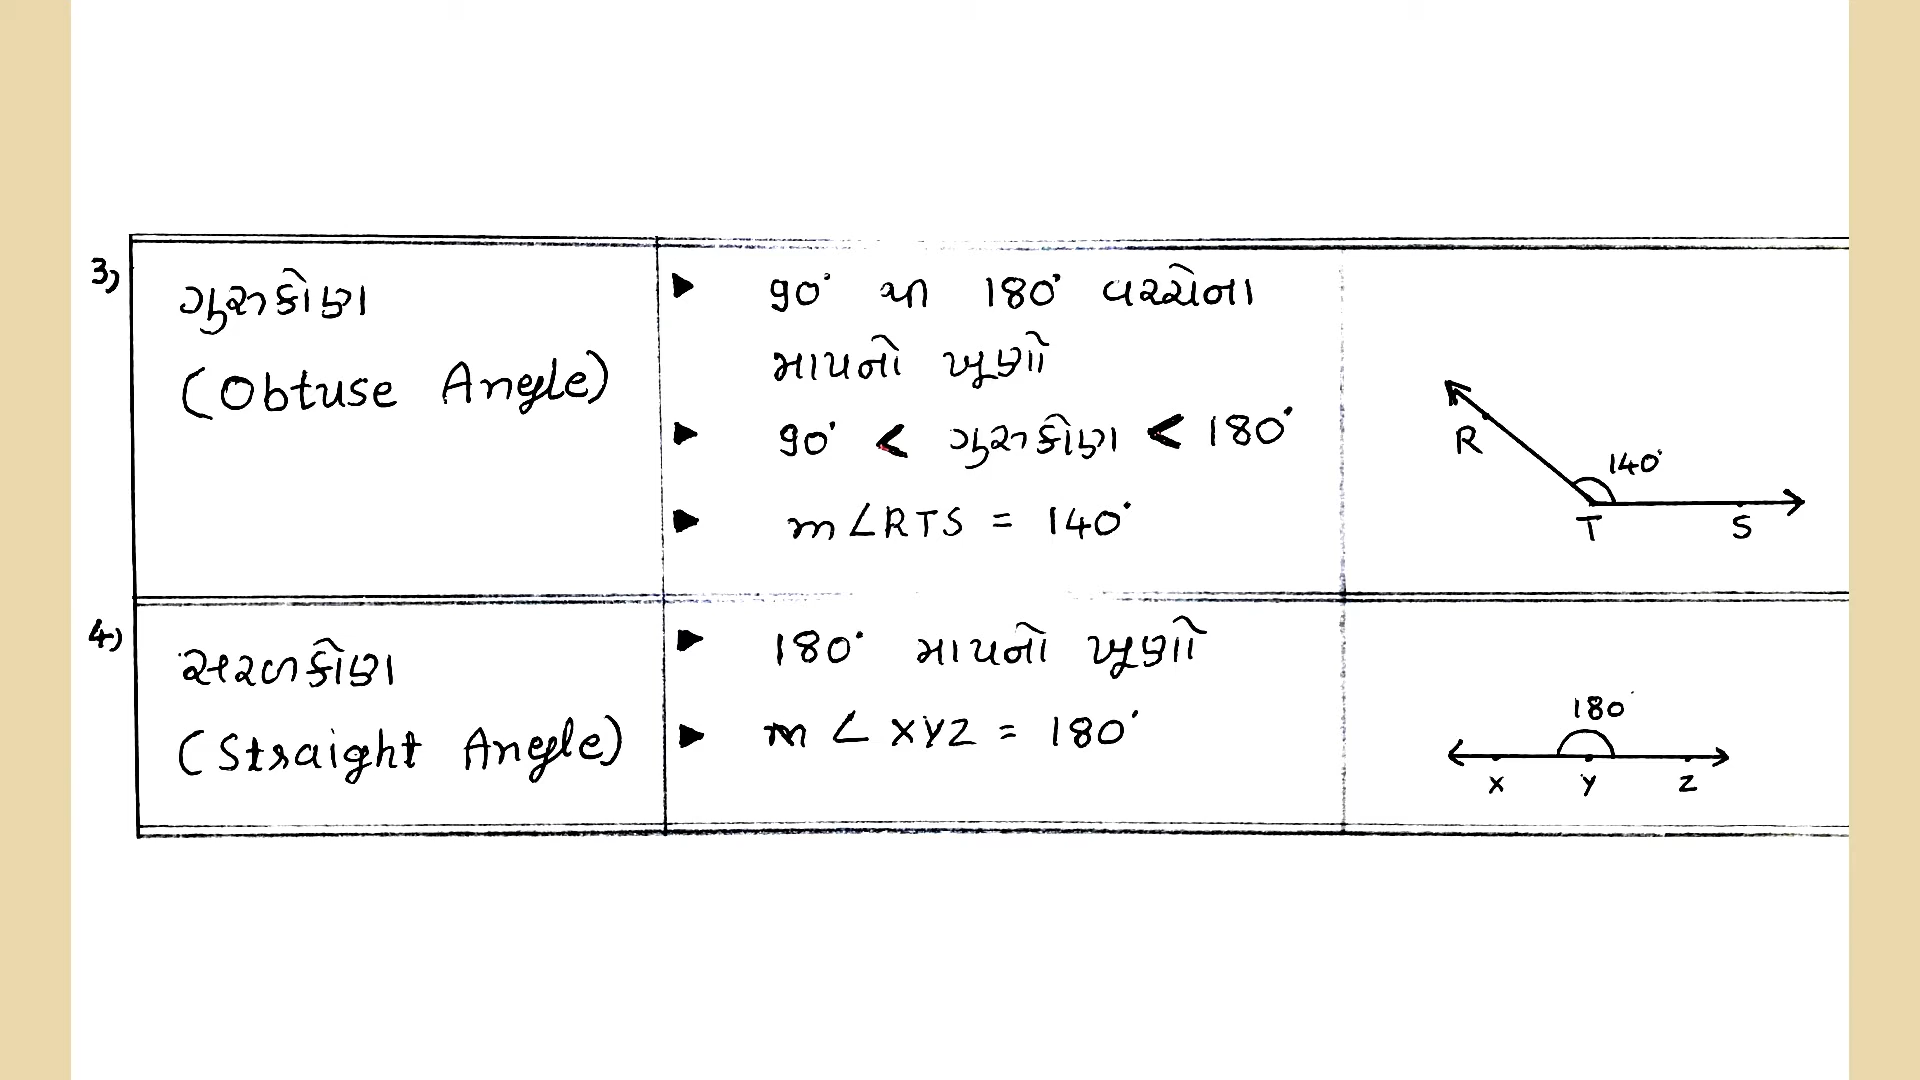 3)
ગુરુકોણ
(Obtuse Angle)
90° થી 180° વચ્ચેના
માપનો ખૂણો
90° < ગુરુકોણ < 180°
m∠RTS = 140°
R
140°
T
S
4)
સરળકોણ
(Straight Angle)
180° માપનો ખૂણો
m∠XYZ = 180°
180°
X Y Z